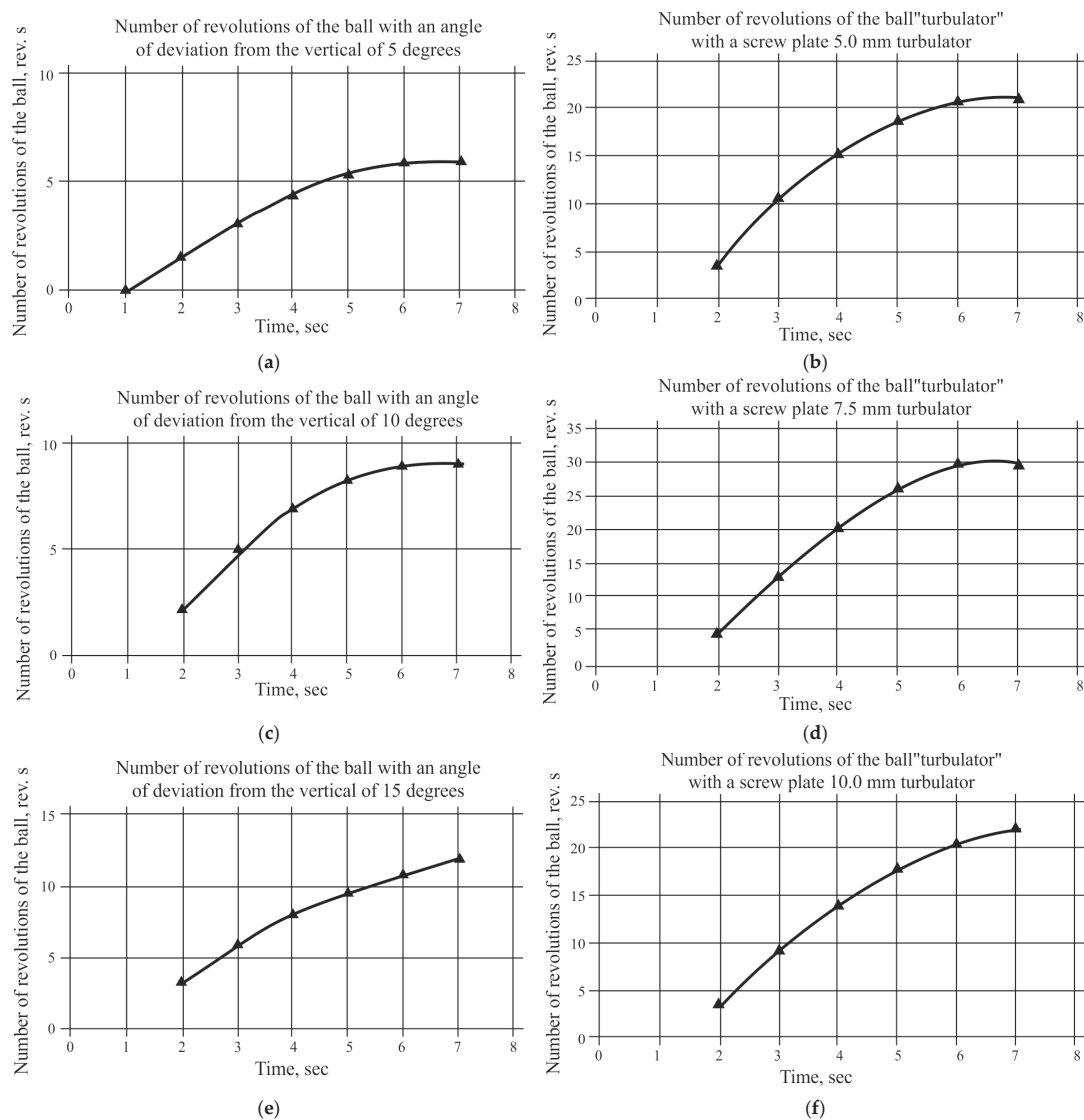 Number of revolutions of the ball with an angle
of deviation from the vertical of 5 degrees
Number of revolutions of the ball, rev. s
10
5
0
0 1 2 3 4 5 6 7 8
Time, sec
(a)
Number of revolutions of the ball"turbulator"
with a screw plate 5.0 mm turbulator
Number of revolutions of the ball, rev. s
25
20
15
10
5
0
0 1 2 3 4 5 6 7 8
Time, sec
(b)
Number of revolutions of the ball with an angle
of deviation from the vertical of 10 degrees
Number of revolutions of the ball, rev. s
10
5
0
0 1 2 3 4 5 6 7 8
Time, sec
(c)
Number of revolutions of the ball"turbulator"
with a screw plate 7.5 mm turbulator
Number of revolutions of the ball, rev. s
35
30
25
20
15
10
5
0
0 1 2 3 4 5 6 7 8
Time, sec
(d)
Number of revolutions of the ball with an angle
of deviation from the vertical of 15 degrees
Number of revolutions of the ball, rev. s
15
10
5
0
0 1 2 3 4 5 6 7 8
Time, sec
(e)
Number of revolutions of the ball"turbulator"
with a screw plate 10.0 mm turbulator
Number of revolutions of the ball, rev. s
25
20
15
10
5
0
0 1 2 3 4 5 6 7 8
Time, sec
(f)